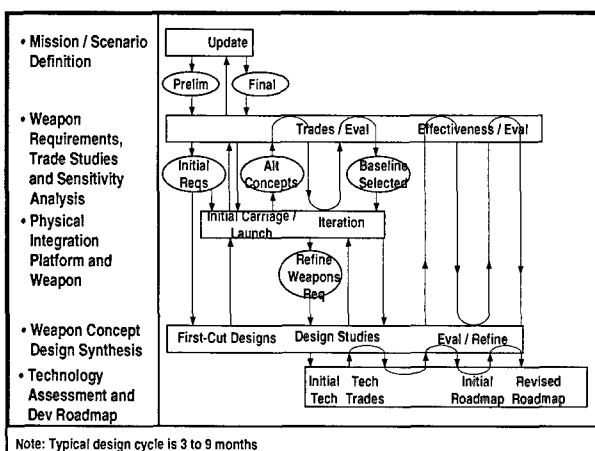 • Mission / Scenario
Definition
Update
Prelim
Final
• Weapon
Requirements,
Trade Studies
and Sensitivity
Analysis
Trades / Eval
Effectiveness / Eval
Initial
Reqs
Alt
Concepts
Baseline
Selected
• Physical
Integration
Platform and
Weapon
Initial Carriage /
Launch
Iteration
Refine
Weapons
Req
• Weapon Concept
Design Synthesis
First-Cut Designs
Design Studies
Eval / Refine
• Technology
Assessment and
Dev Roadmap
Initial
Tech
Tech
Trades
Initial
Roadmap
Revised
Roadmap
Note: Typical design cycle is 3 to 9 months